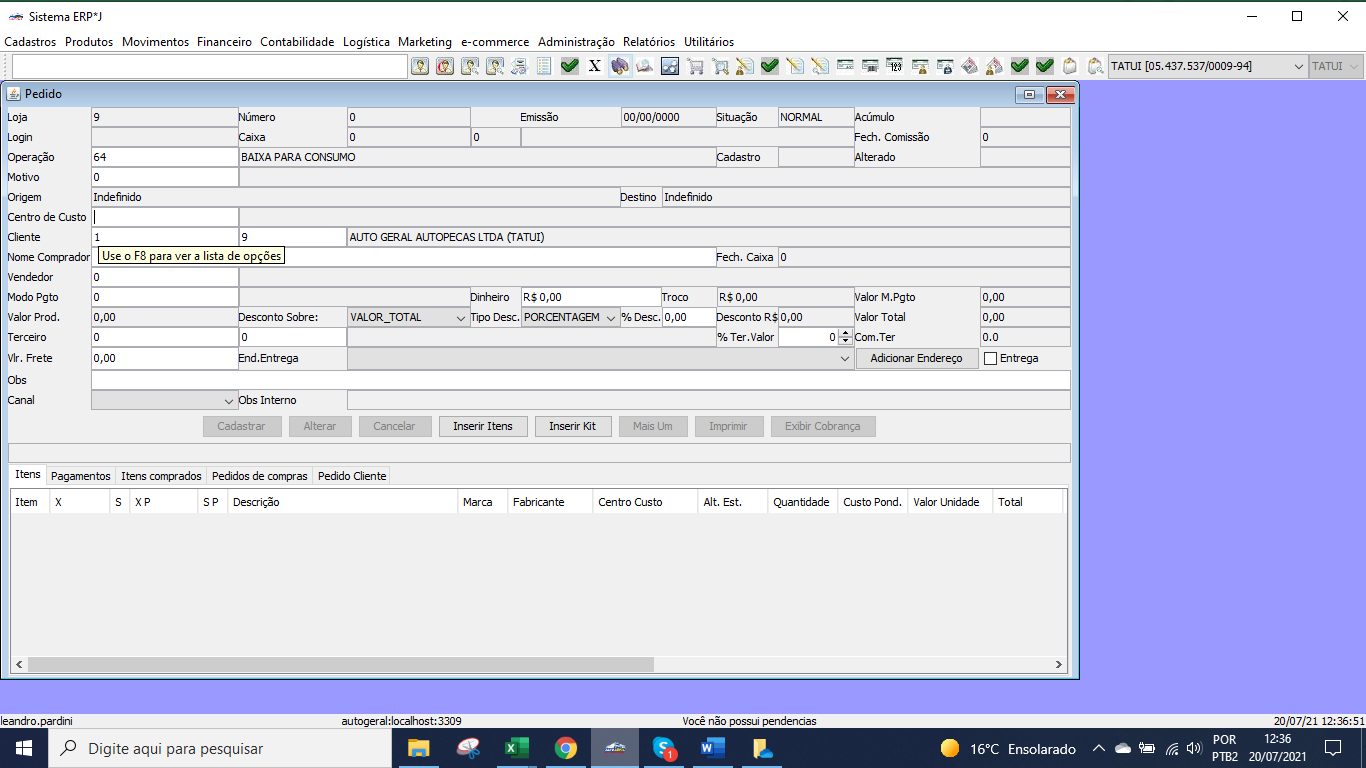 Sistema ERP*J
Cadastros Produtos Movimentos Financeiro Contabilidade Logística Marketing e-commerce Administração Relatórios Utilitários
X 123 TATUI [05.437.537/0009-94] TATUI
Pedido
Loja 9 Número 0 Emissão 00/00/0000 Situação NORMAL Acúmulo
Login Caixa 0 0 Fech. Comissão 0
Operação 64 BAIXA PARA CONSUMO Cadastro Alterado
Motivo 0
Origem Indefinido Destino Indefinido
Centro de Custo
Cliente 1 9 AUTO GERAL AUTOPECAS LTDA (TATUI)
Nome Comprador Use o F8 para ver a lista de opções Fech. Caixa 0
Vendedor 0
Modo Pgto 0 Dinheiro R$ 0,00 Troco R$ 0,00 Valor M.Pgto 0,00
Valor Prod. 0,00 Desconto Sobre: VALOR_TOTAL Tipo Desc. PORCENTAGEM % Desc. 0,00 Desconto R$ 0,00 Valor Total 0,00
Terceiro 0 0 % Ter.Valor 0 Com.Ter 0.0
Vlr. Frete 0,00 End.Entrega Adicionar Endereço Entrega
Obs
Canal Obs Interno
Cadastrar Alterar Cancelar Inserir Itens Inserir Kit Mais Um Imprimir Exibir Cobrança
Itens Pagamentos Itens comprados Pedidos de compras Pedido Cliente
Item X S X P S P Descrição Marca Fabricante Centro Custo Alt. Est. Quantidade Custo Pond. Valor Unidade Total
leandro.pardini autogeral:localhost:3309 Você não possui pendencias 20/07/21 12:36:51
Digite aqui para pesquisar 1 16°C Ensolarado POR 12:36
PTB2 20/07/2021